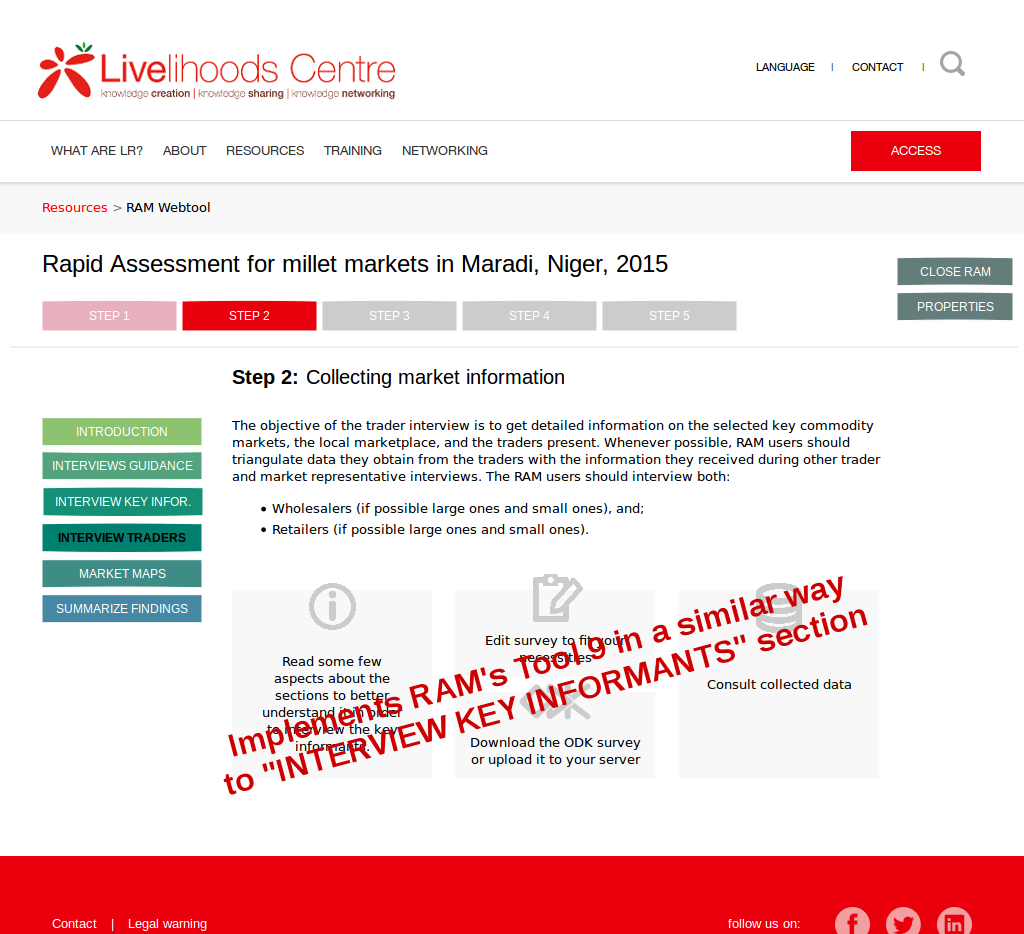 Livelihoods Centre
knowledge creation | knowledge sharing | knowledge networking
LANGUAGE | CONTACT |
WHAT ARE LR? ABOUT RESOURCES TRAINING NETWORKING ACCESS
Resources > RAM Webtool
Rapid Assessment for millet markets in Maradi, Niger, 2015
CLOSE RAM
PROPERTIES
STEP 1 STEP 2 STEP 3 STEP 4 STEP 5
Step 2: Collecting market information
INTRODUCTION
INTERVIEWS GUIDANCE
INTERVIEW KEY INFOR.
INTERVIEW TRADERS
MARKET MAPS
SUMMARIZE FINDINGS
The objective of the trader interview is to get detailed information on the selected key commodity
markets, the local marketplace, and the traders present. Whenever possible, RAM users should
triangulate data they obtain from the traders with the information they received during other trader
and market representative interviews. The RAM users should interview both:
• Wholesalers (if possible large ones and small ones), and;
• Retailers (if possible large ones and small ones).
Read some few
aspects about the
sections to better
understand it in order
to interview the key
informants.
Edit survey to fit your
necessities
Download the ODK survey
or upload it to your server
Consult collected data
Implements RAM's Tool 9 in a similar way
to "INTERVIEW KEY INFORMANTS" section
Contact | Legal warning
follow us on: